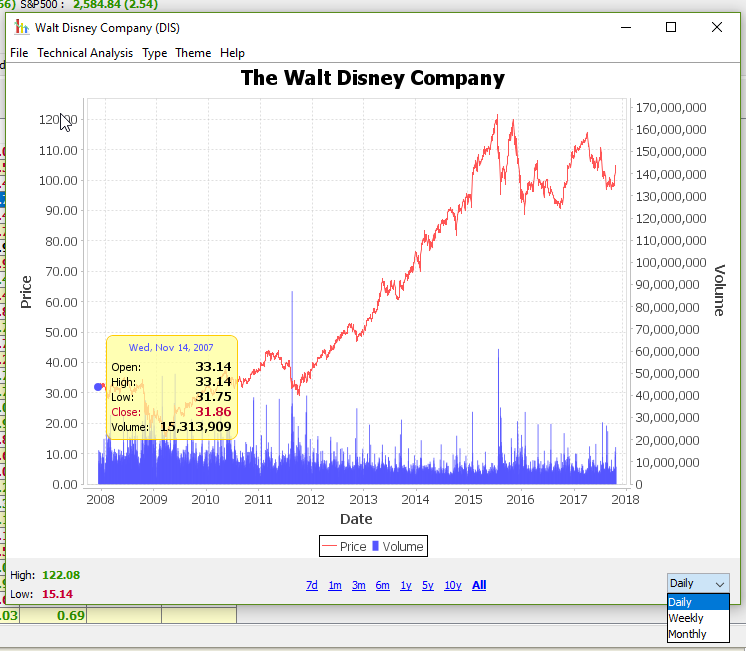 66) S&P500 : 2,584.84 (2.54)
Walt Disney Company (DIS)
File Technical Analysis Type Theme Help
The Walt Disney Company
Price
120.00
110.00
100.00
90.00
80.00
70.00
60.00
50.00
40.00
30.00
20.00
10.00
0.00
170,000,000
160,000,000
150,000,000
140,000,000
130,000,000
120,000,000
110,000,000
100,000,000
90,000,000
80,000,000
70,000,000
60,000,000
50,000,000
40,000,000
30,000,000
20,000,000
10,000,000
0
Volume
Wed, Nov 14, 2007
Open: 33.14
High: 33.14
Low: 31.75
Close: 31.86
Volume: 15,313,909
2008 2009 2010 2011 2012 2013 2014 2015 2016 2017 2018
Date
Price Volume
High: 122.08
Low: 15.14
7d 1m 3m 6m 1y 5y 10y All
Daily
Daily
Weekly
Monthly
.03 0.69